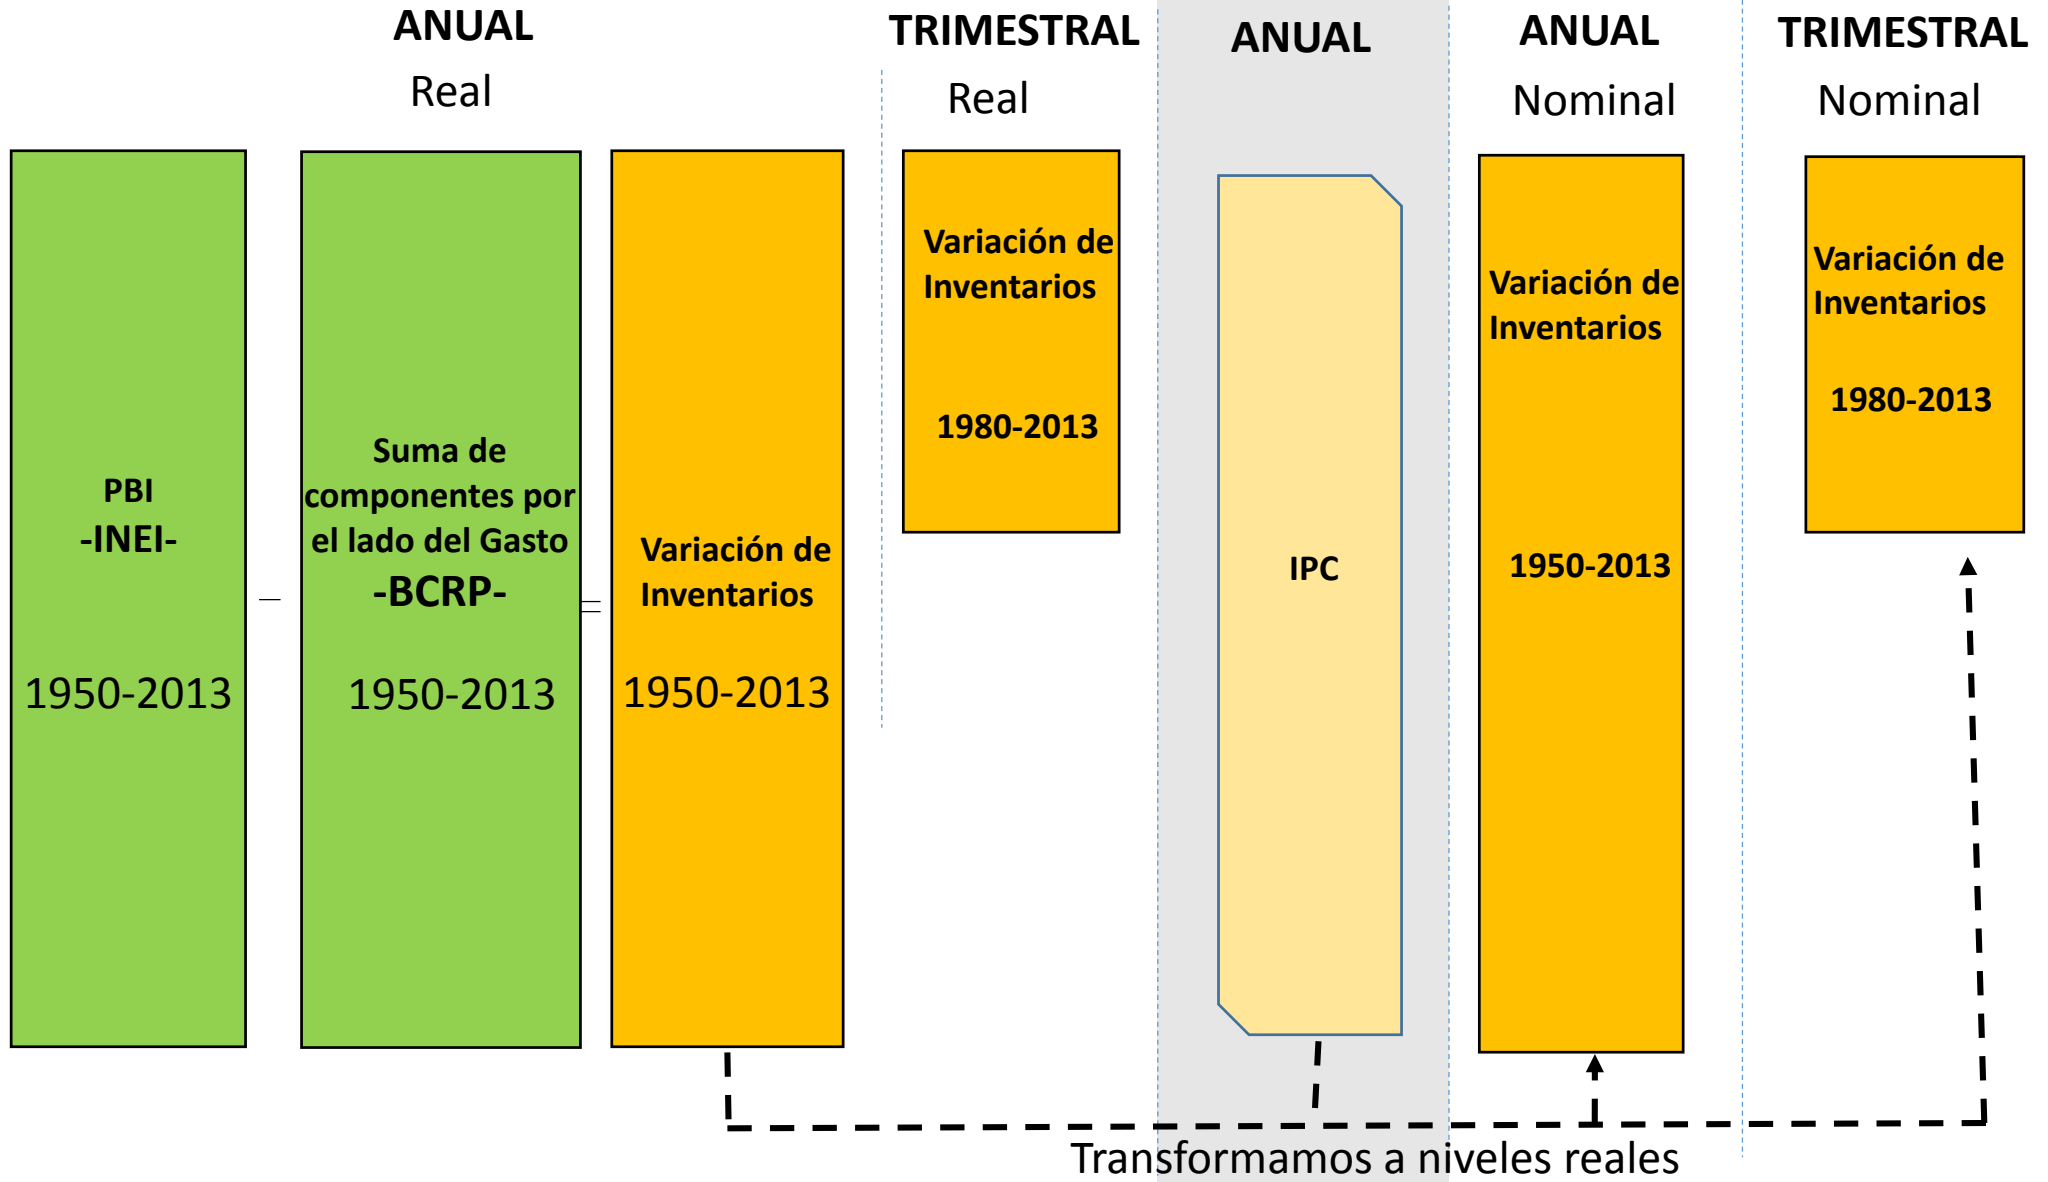 ANUAL
Real
TRIMESTRAL
Real
ANUAL
ANUAL
Nominal
TRIMESTRAL
Nominal
PBI
-INEI-
1950-2013
–
Suma de
componentes por
el lado del Gasto
-BCRP-
1950-2013
=
Variación de
Inventarios
1950-2013
Variación de
Inventarios
1980-2013
IPC
Variación de
Inventarios
1950-2013
Variación de
Inventarios
1980-2013
Transformamos a niveles reales